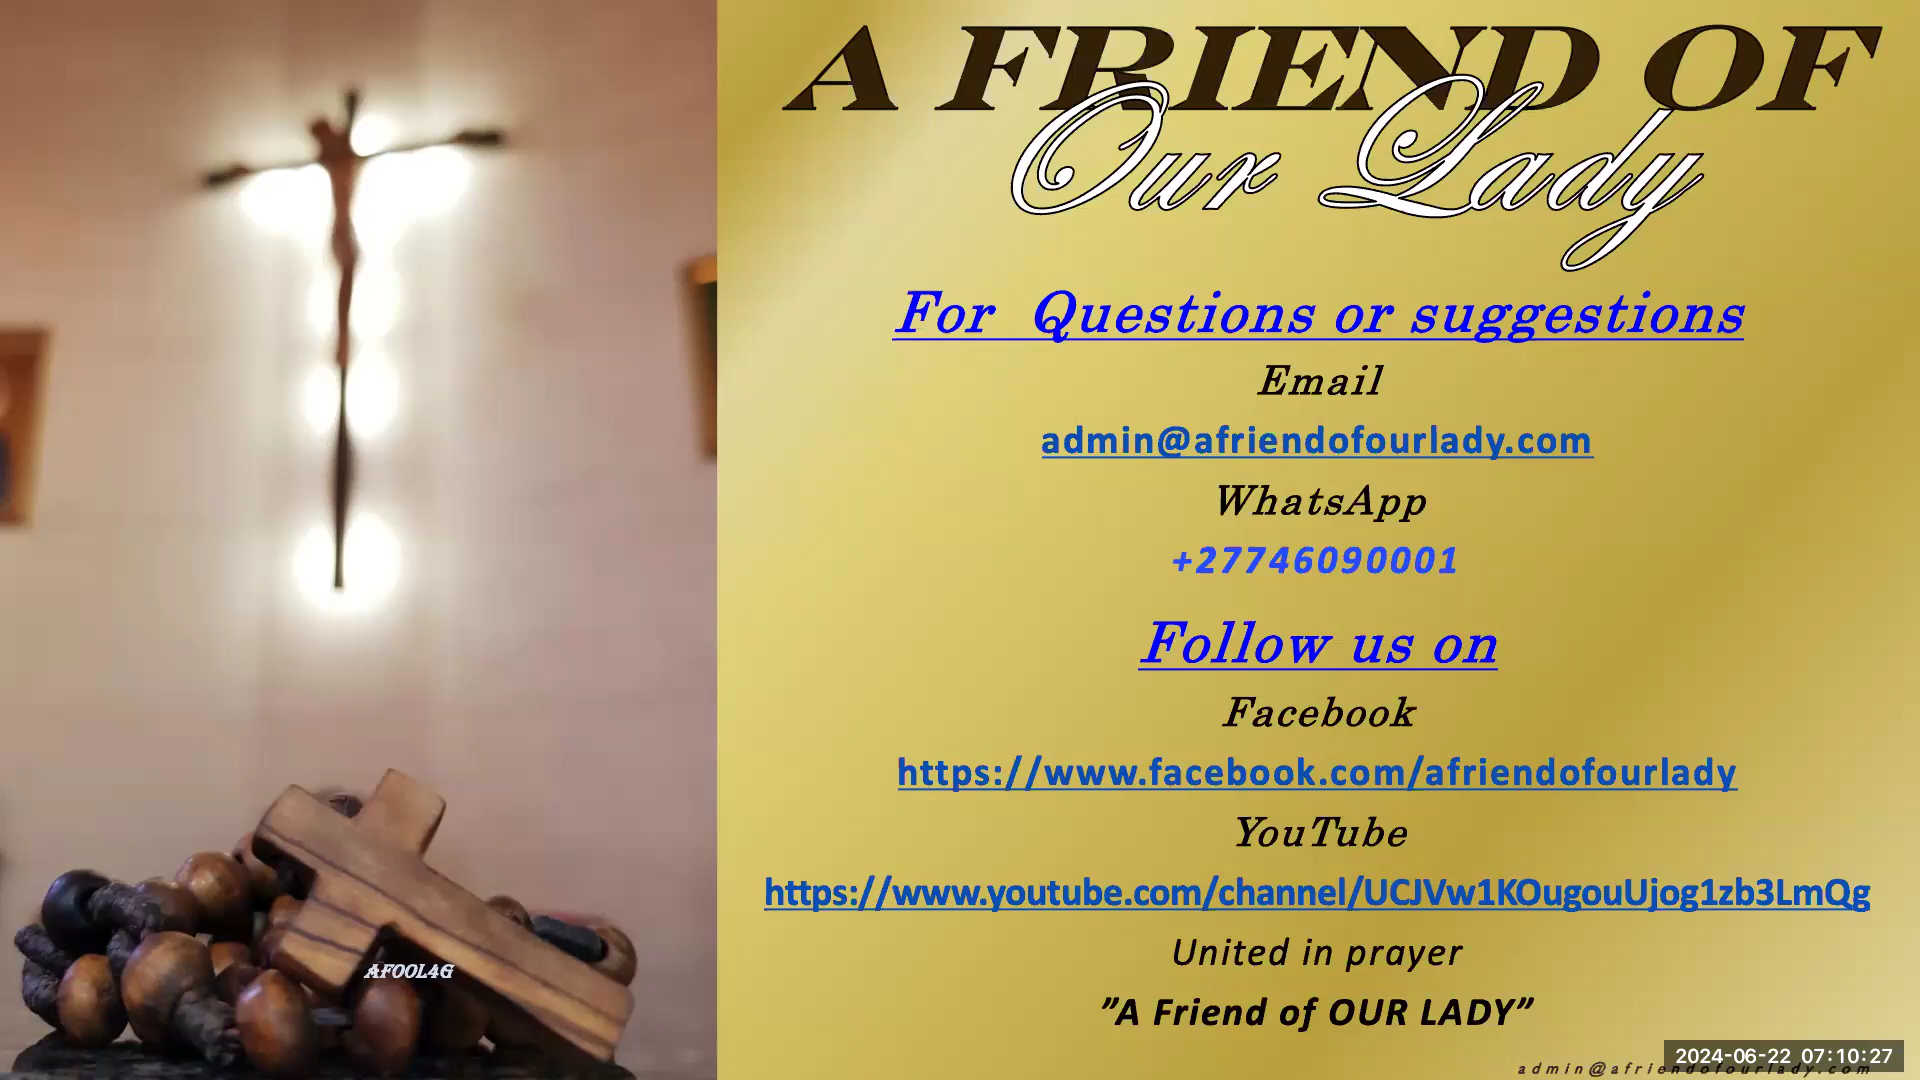 A FRIEND OF
Our Lady
For Questions or suggestions
Email
admin@afriendofourlady.com
WhatsApp
+27746090001
Follow us on
Facebook
https://www.facebook.com/afriendofourlady
YouTube
https://www.youtube.com/channel/UCJVw1KOugouUjog1zb3LmQg
United in prayer
”A Friend of OUR LADY”
AFOOL4G
2024-06-22 07:10:27
admin@afriendofourlady.com